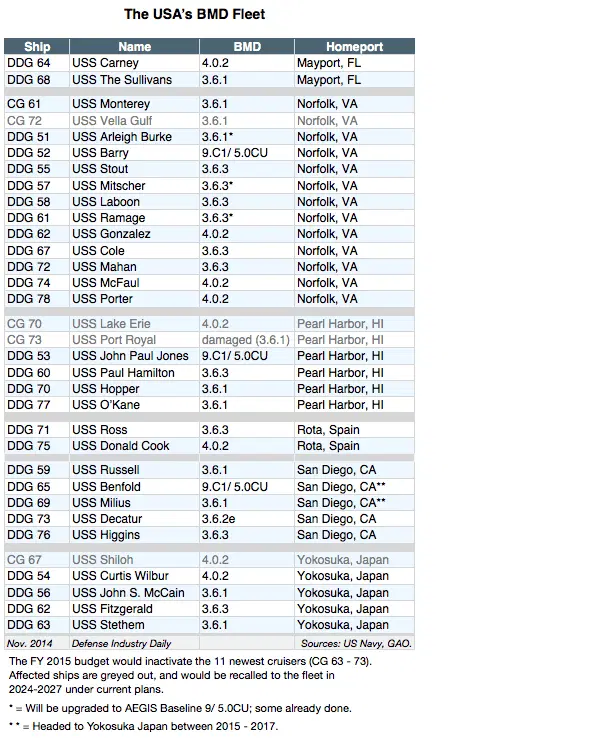 The USA's BMD Fleet
Ship Name BMD Homeport
DDG 64 USS Carney 4.0.2 Mayport, FL
DDG 68 USS The Sullivans 3.6.1 Mayport, FL
CG 61 USS Monterey 3.6.1 Norfolk, VA
CG 72 USS Vella Gulf 3.6.1 Norfolk, VA
DDG 51 USS Arleigh Burke 3.6.1* Norfolk, VA
DDG 52 USS Barry 9.C1/ 5.0CU Norfolk, VA
DDG 55 USS Stout 3.6.3 Norfolk, VA
DDG 57 USS Mitscher 3.6.3* Norfolk, VA
DDG 58 USS Laboon 3.6.3 Norfolk, VA
DDG 61 USS Ramage 3.6.3* Norfolk, VA
DDG 62 USS Gonzalez 4.0.2 Norfolk, VA
DDG 67 USS Cole 3.6.3 Norfolk, VA
DDG 72 USS Mahan 3.6.3 Norfolk, VA
DDG 74 USS McFaul 4.0.2 Norfolk, VA
DDG 78 USS Porter 4.0.2 Norfolk, VA
CG 70 USS Lake Erie 4.0.2 Pearl Harbor, HI
CG 73 USS Port Royal damaged (3.6.1) Pearl Harbor, HI
DDG 53 USS John Paul Jones 9.C1/ 5.0CU Pearl Harbor, HI
DDG 60 USS Paul Hamilton 3.6.3 Pearl Harbor, HI
DDG 70 USS Hopper 3.6.1 Pearl Harbor, HI
DDG 77 USS O'Kane 3.6.1 Pearl Harbor, HI
DDG 71 USS Ross 3.6.3 Rota, Spain
DDG 75 USS Donald Cook 4.0.2 Rota, Spain
DDG 59 USS Russell 3.6.1 San Diego, CA
DDG 65 USS Benfold 9.C1/ 5.0CU San Diego, CA**
DDG 69 USS Milius 3.6.1 San Diego, CA**
DDG 73 USS Decatur 3.6.2e San Diego, CA
DDG 76 USS Higgins 3.6.3 San Diego, CA
CG 67 USS Shiloh 4.0.2 Yokosuka, Japan
DDG 54 USS Curtis Wilbur 4.0.2 Yokosuka, Japan
DDG 56 USS John S. McCain 3.6.1 Yokosuka, Japan
DDG 62 USS Fitzgerald 3.6.3 Yokosuka, Japan
DDG 63 USS Stethem 3.6.1 Yokosuka, Japan
Nov. 2014 Defense Industry Daily Sources: US Navy, GAO.
The FY 2015 budget would inactivate the 11 newest cruisers (CG 63 - 73).
Affected ships are greyed out, and would be recalled to the fleet in
2024-2027 under current plans.
* = Will be upgraded to AEGIS Baseline 9/ 5.0CU; some already done.
* * = Headed to Yokosuka Japan between 2015 - 2017.